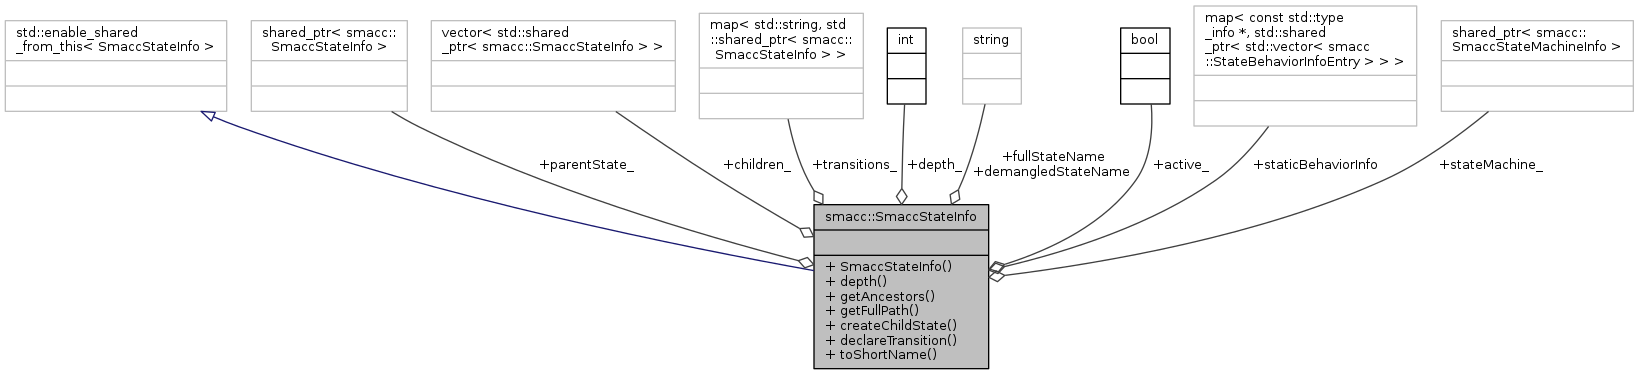 std::enable_shared
_from_this< SmaccStateInfo >
shared_ptr< smacc::
SmaccStateInfo >
vector< std::shared
_ptr< smacc::SmaccStateInfo > >
map< std::string, std
::shared_ptr< smacc::
SmaccStateInfo > >
int
string
bool
map< const std::type
_info *, std::shared
_ptr< std::vector< smacc
::StateBehaviorInfoEntry > > >
shared_ptr< smacc::
SmaccStateMachineInfo >
+parentState_
+children_
+transitions_
+depth_
+fullStateName
+demangledStateName
+active_
+staticBehaviorInfo
+stateMachine_
smacc::SmaccStateInfo
+ SmaccStateInfo()
+ depth()
+ getAncestors()
+ getFullPath()
+ createChildState()
+ declareTransition()
+ toShortName()